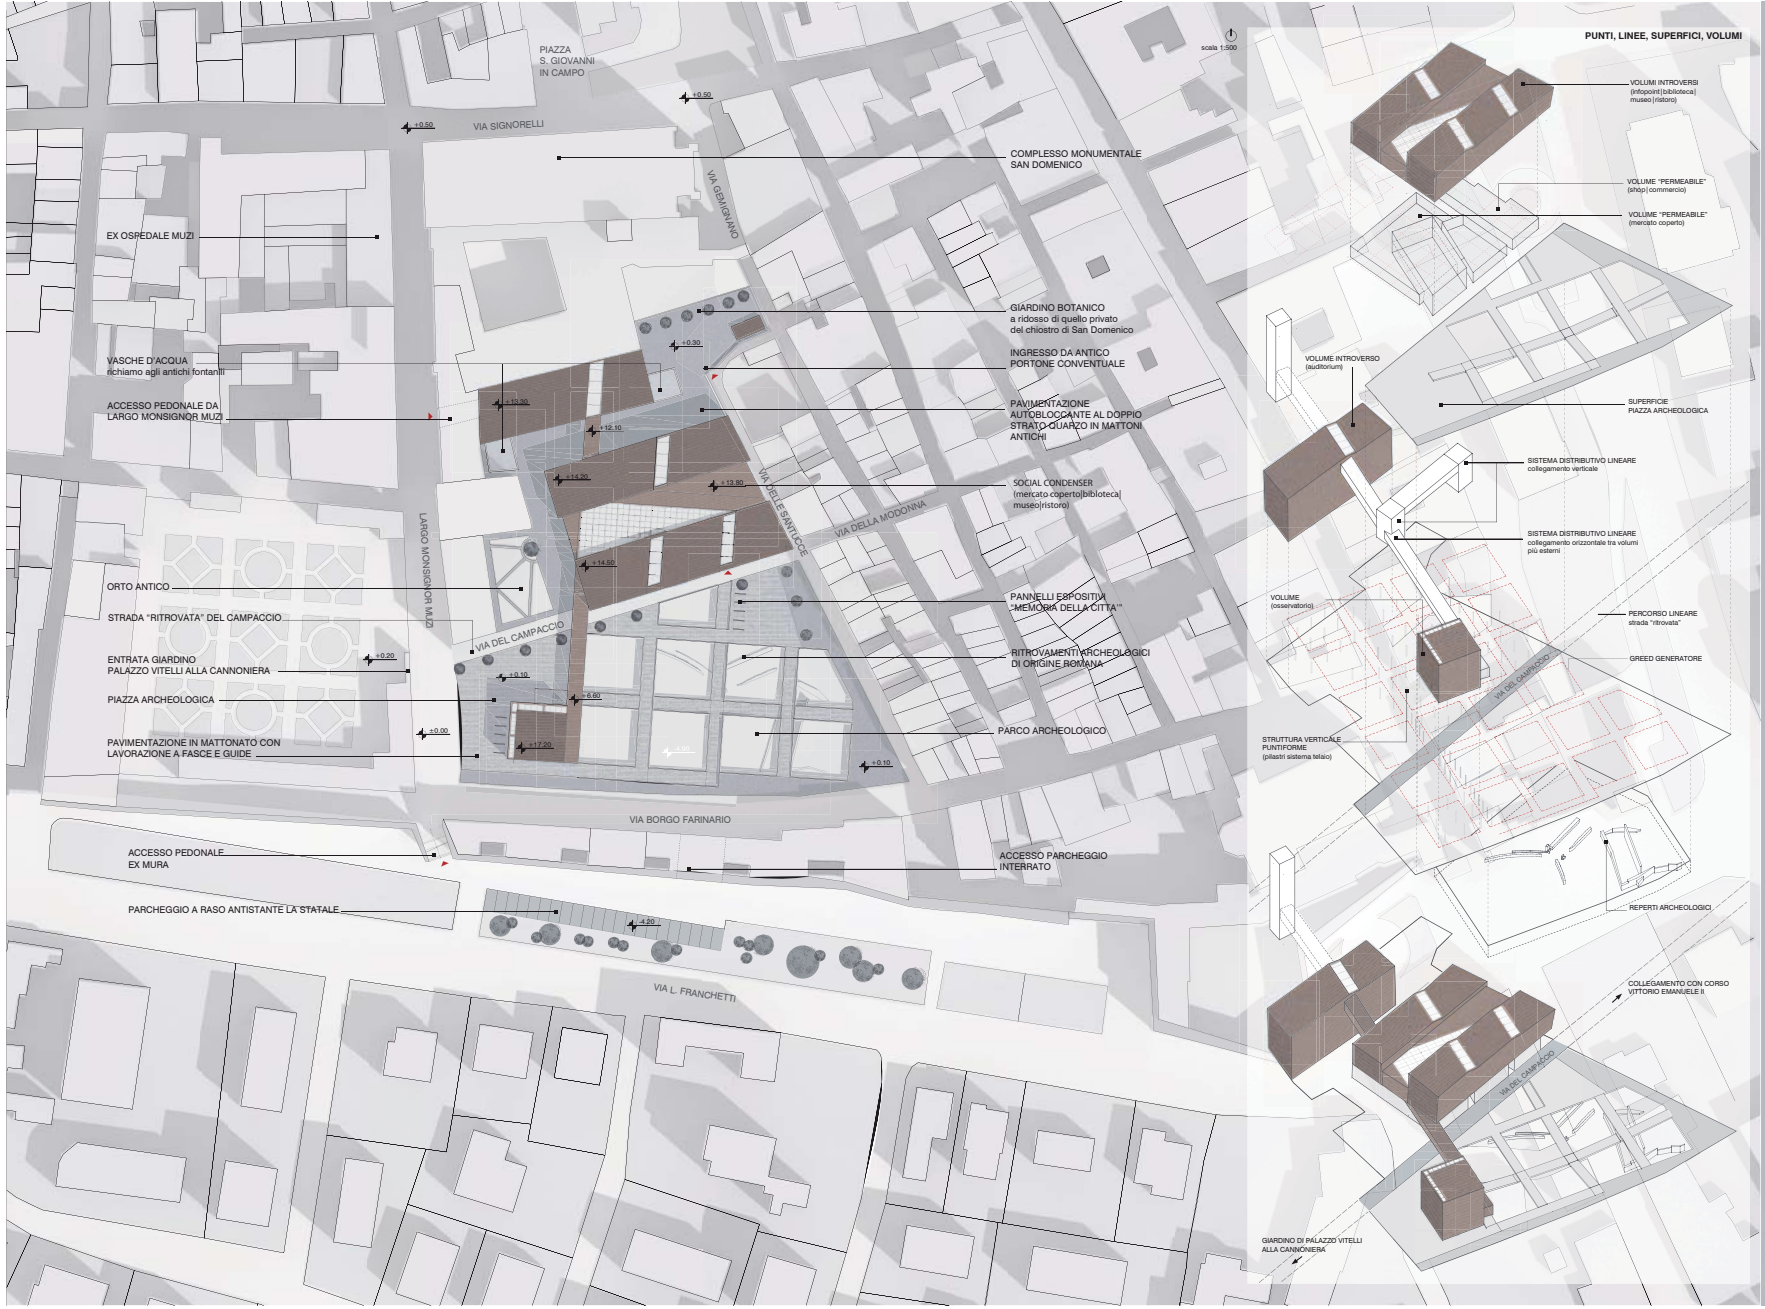 PIAZZA
S. GIOVANNI
IN CAMPO
scala 1:500
+0.50
+0.50
VIA SIGNORELLI
COMPLESSO MONUMENTALE
SAN DOMENICO
VIA GEMIGNANO
EX OSPEDALE MUZI
GIARDINO BOTANICO
a ridosso di quello privato
del chiostro di San Domenico
+0.30
INGRESSO DA ANTICO
PORTONE CONVENTUALE
VASCHE D'ACQUA
richiamo agli antichi fontanili
+13.30
ACCESSO PEDONALE DA
LARGO MONSIGNOR MUZI
PAVIMENTAZIONE
AUTOBLOCCANTE AL DOPPIO
STRATO QUARZO IN MATTONI
ANTICHI
+12.10
+14.20
+13.80
SOCIAL CONDENSER
(mercato coperto|bibloteca|
museo|ristoro)
VIA DELLE SANTUCCE
VIA DELLA MODONNA
LARGO MONSIGNOR MUZI
+14.50
ORTO ANTICO
PANNELLI ESPOSITIVI
"MEMORIA DELLA CITTA'"
STRADA "RITROVATA" DEL CAMPACCIO
VIA DEL CAMPACCIO
ENTRATA GIARDINO
PALAZZO VITELLI ALLA CANNONIERA
+0.20
RITROVAMENTI ARCHEOLOGICI
DI ORIGINE ROMANA
+0.10
PIAZZA ARCHEOLOGICA
+6.60
±0.00
PARCO ARCHEOLOGICO
PAVIMENTAZIONE IN MATTONATO CON
LAVORAZIONE A FASCE E GUIDE
+17.20
+0.10
VIA BORGO FARINARIO
ACCESSO PEDONALE
EX MURA
ACCESSO PARCHEGGIO
INTERRATO
PARCHEGGIO A RASO ANTISTANTE LA STATALE
-4.20
VIA L. FRANCHETTI
PUNTI, LINEE, SUPERFICI, VOLUMI
VOLUMI INTROVERSI
(infopoint|biblioteca|
museo|ristoro)
VOLUME "PERMEABILE"
(shop|commercio)
VOLUME "PERMEABILE"
(mercato coperto)
VOLUME INTROVERSO
(auditorium)
SUPERFICIE
PIAZZA ARCHEOLOGICA
SISTEMA DISTRIBUTIVO LINEARE
collegamento verticale
SISTEMA DISTRIBUTIVO LINEARE
collegamento orizzontale tra volumi
più esterni
VOLUME
(osservatorio)
PERCORSO LINEARE
strada "ritrovata"
GREED GENERATORE
VIA DEL CAMPACCIO
STRUTTURA VERTICALE
PUNTIFORME
(pilastri sistema telaio)
REPERTI ARCHEOLOGICI
COLLEGAMENTO CON CORSO
VITTORIO EMANUELE II
VIA DEL CAMPACCIO
GIARDINO DI PALAZZO VITELLI
ALLA CANNONIERA